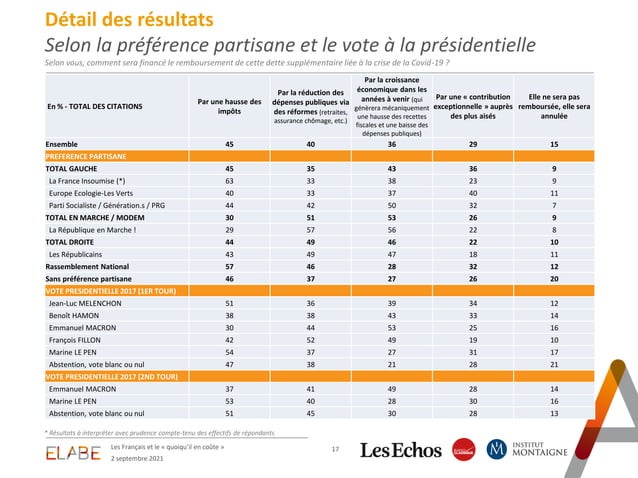 Détail des résultats
Selon la préférence partisane et le vote à la présidentielle
Selon vous, comment sera financé le remboursement de cette dette supplémentaire liée à la crise de la Covid-19 ?
En % - TOTAL DES CITATIONS
Par une hausse des
impôts
Par la réduction des
dépenses publiques via
des réformes (retraites,
assurance chômage, etc.)
Par la croissance
économique dans les
années à venir (qui
génèrera mécaniquement
une hausse des recettes
fiscales et une baisse des
dépenses publiques)
Par une « contribution
exceptionnelle » auprès
des plus aisés
Elle ne sera pas
remboursée, elle sera
annulée
Ensemble 45 40 36 29 15
PREFERENCE PARTISANE
TOTAL GAUCHE 45 35 43 36 9
La France Insoumise (*) 63 33 38 23 9
Europe Ecologie-Les Verts 40 33 37 40 11
Parti Socialiste / Génération.s / PRG 44 42 50 32 7
TOTAL EN MARCHE / MODEM 30 51 53 26 9
La République en Marche ! 29 57 56 22 8
TOTAL DROITE 44 49 46 22 10
Les Républicains 43 49 47 18 11
Rassemblement National 57 46 28 32 12
Sans préférence partisane 46 37 27 26 20
VOTE PRESIDENTIELLE 2017 (1ER TOUR)
Jean-Luc MELENCHON 51 36 39 34 12
Benoît HAMON 38 38 43 33 14
Emmanuel MACRON 30 44 53 25 16
François FILLON 42 52 49 19 10
Marine LE PEN 54 37 27 31 17
Abstention, vote blanc ou nul 47 38 21 28 21
VOTE PRESIDENTIELLE 2017 (2ND TOUR)
Emmanuel MACRON 37 41 49 28 14
Marine LE PEN 53 40 28 30 16
Abstention, vote blanc ou nul 51 45 30 28 13
* Résultats à interpréter avec prudence compte-tenu des effectifs de répondants
ELABE
Les Français et le « quoiqu'il en coûte »
2 septembre 2021
17
LesEchos
M
INSTITUT
MONTAIGNE